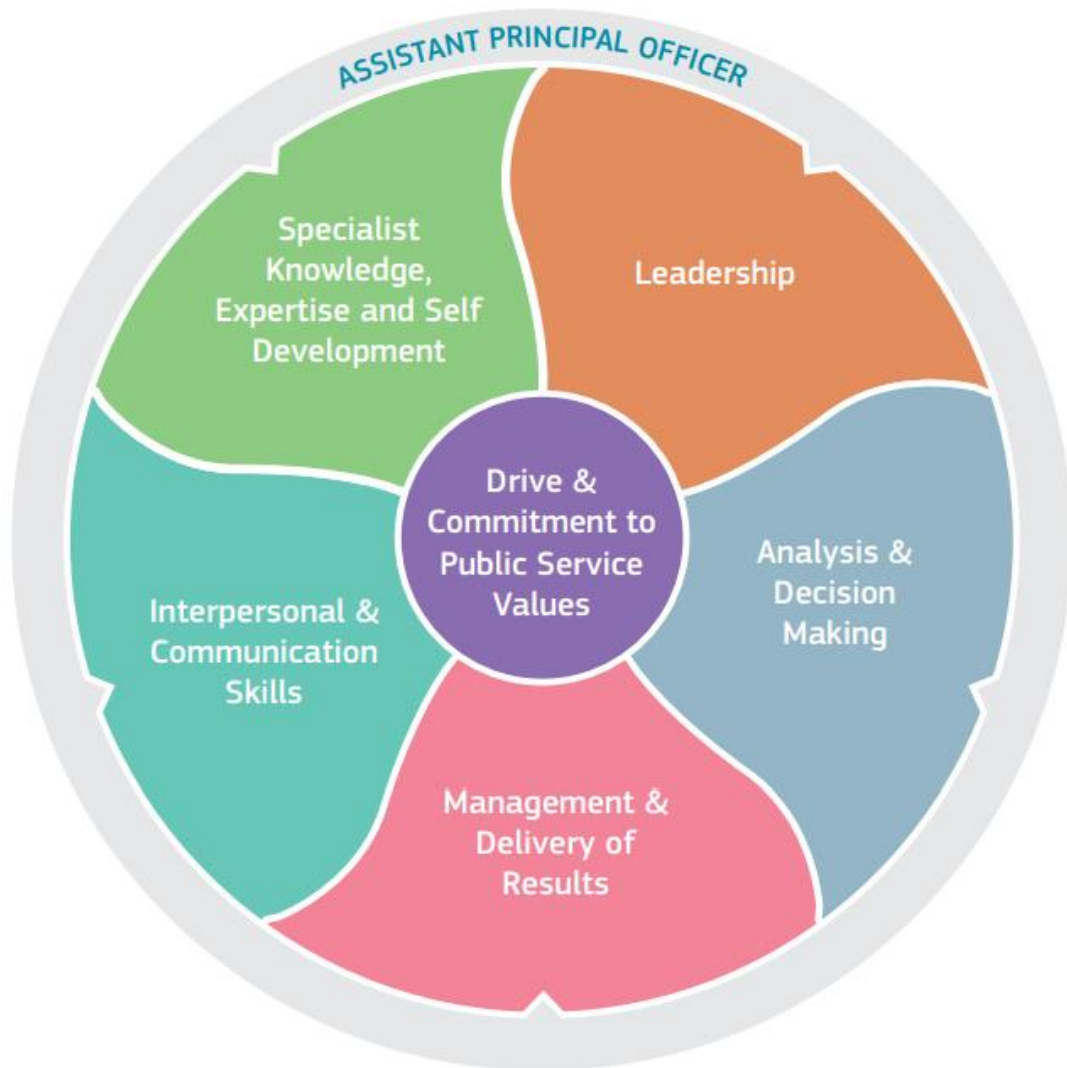 ASSISTANT PRINCIPAL OFFICER
Specialist
Knowledge,
Expertise and Self
Development
Leadership
Drive &
Commitment to
Public Service
Values
Analysis &
Decision
Making
Interpersonal &
Communication
Skills
Management &
Delivery of
Results